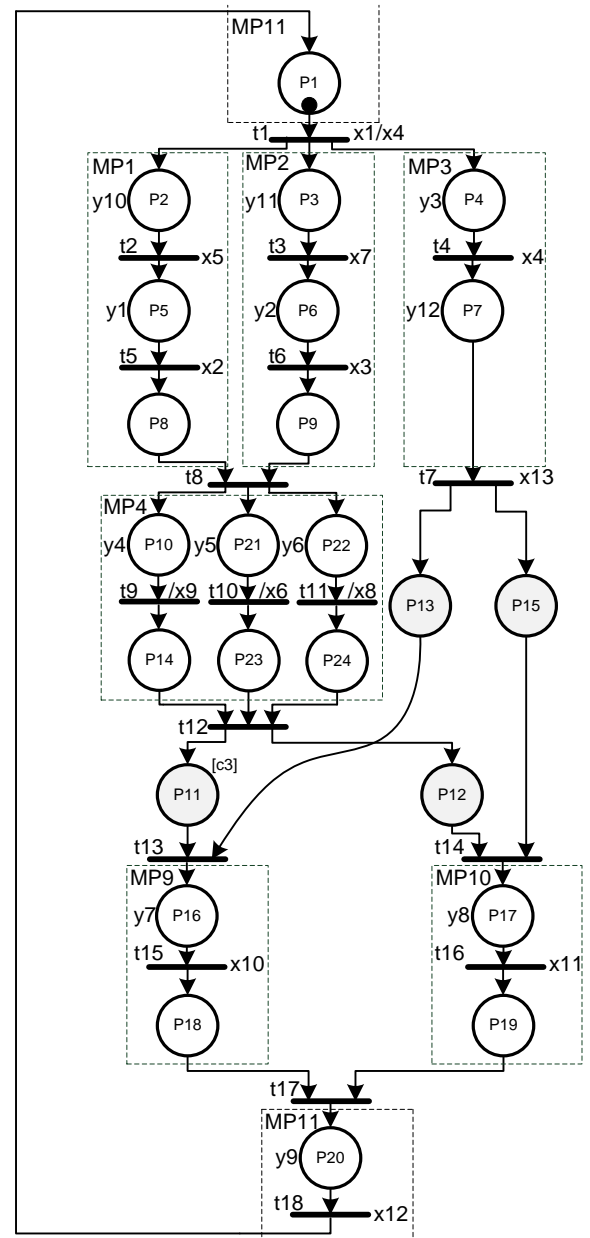 MP11
P1
t1 x1/x4
MP1 MP2 MP3
y10 P2 y11 P3 y3 P4
t2 x5 t3 x7 t4 x4
y1 P5 y2 P6 y12 P7
t5 x2 t6 x3
P8 P9
t8 t7 x13
MP4
y4 P10 y5 P21 y6 P22
t9 /x9 t10 /x6 t11 /x8
P13 P15
P14 P23 P24
t12
[c3]
P11 P12
t13 t14
MP9 MP10
y7 P16 y8 P17
t15 x10 t16 x11
P18 P19
t17
MP11
y9 P20
t18 x12